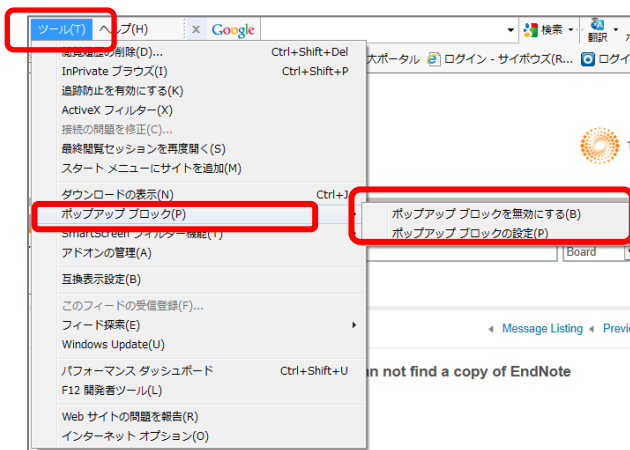 ツール(T) ヘルプ(H) x Google 検索 翻訳
閲覧履歴の削除(D)... Ctrl+Shift+Del
大ポータル ログイン - サイボウズ(R... ログイ
InPrivate ブラウズ(I) Ctrl+Shift+P
追跡防止を有効にする(K)
ActiveX フィルター(X)
接続の問題を修正(C)...
最終閲覧セッションを再度開く(S)
スタート メニューにサイトを追加(M)
ダウンロードの表示(N) Ctrl+J
ポップアップ ブロック(P)
ポップアップ ブロックを無効にする(B)
ポップアップ ブロックの設定(P)
SmartScreen フィルター機能(T)
アドオンの管理(A)
Board
互換表示設定(B)
このフィードの受信登録(F)...
フィード探索(E)
Message Listing Previ
Windows Update(U)
パフォーマンス ダッシュボード Ctrl+Shift+U
n not find a copy of EndNote
F12 開発者ツール(L)
Web サイトの問題を報告(R)
インターネット オプション(O)